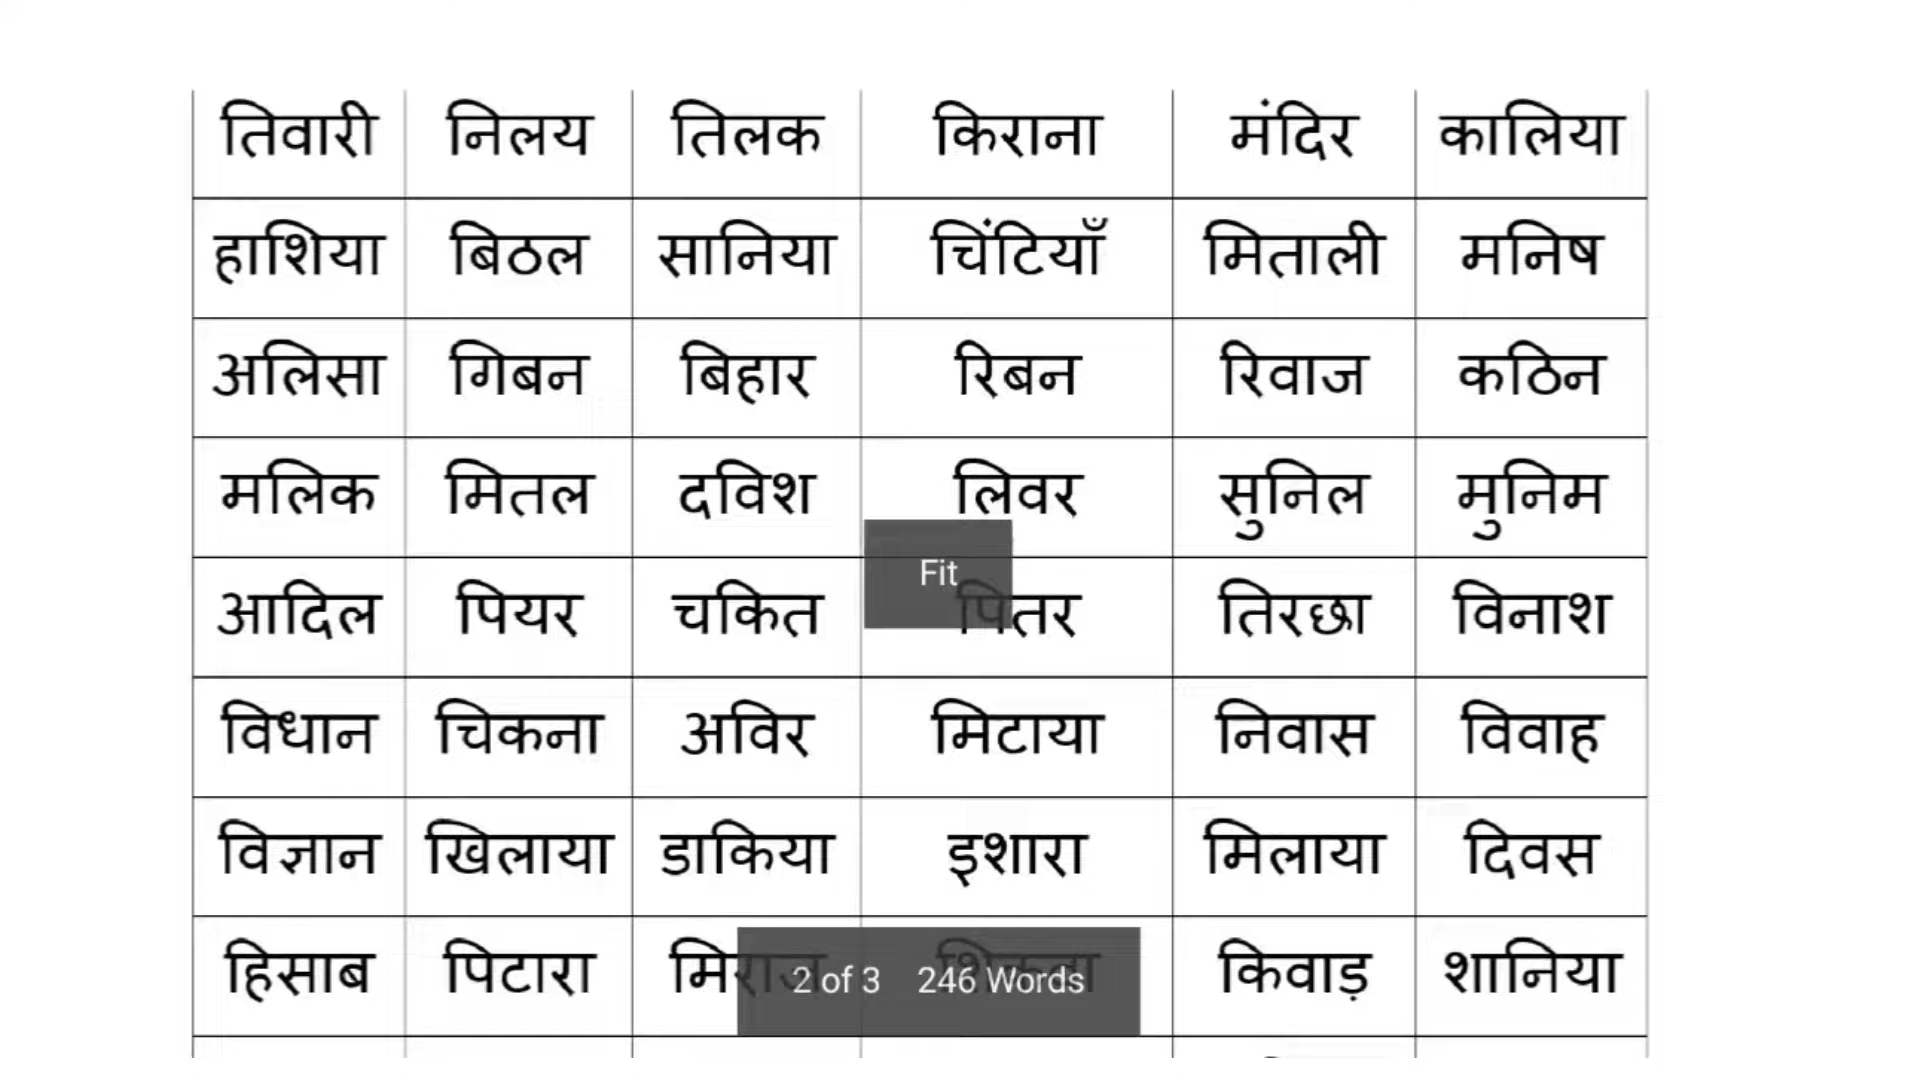 तिवारी निलय तिलक किराना मंदिर कालिया
हाशिया बिठल सानिया चिंटियाँ मिताली मनिष
अलिसा गिबन बिहार रिबन रिवाज कठिन
मलिक मितल दविश लिवर सुनिल मुनिम
Fit
आदिल पियर चकित पितर तिरछा विनाश
विधान चिकना अविर मिटाया निवास विवाह
विज्ञान खिलाया डाकिया इशारा मिलाया दिवस
हिसाब पिटारा मिराज किवाड़ शानिया
2 of 3 246 Words